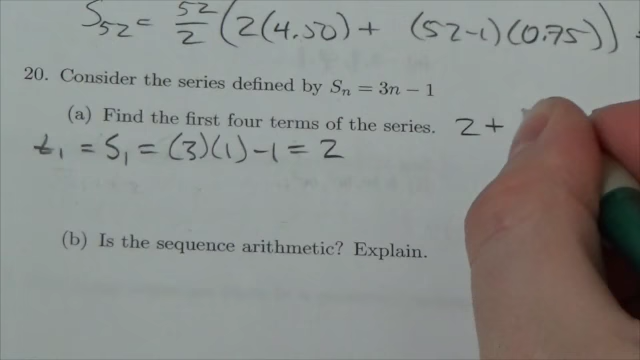 S52 = 52/2 (2(4.50) + (52-1)(0.75))
20. Consider the series defined by Sn = 3n − 1
(a) Find the first four terms of the series. 2 +
t1 = S1 = (3)(1) - 1 = 2
(b) Is the sequence arithmetic? Explain.